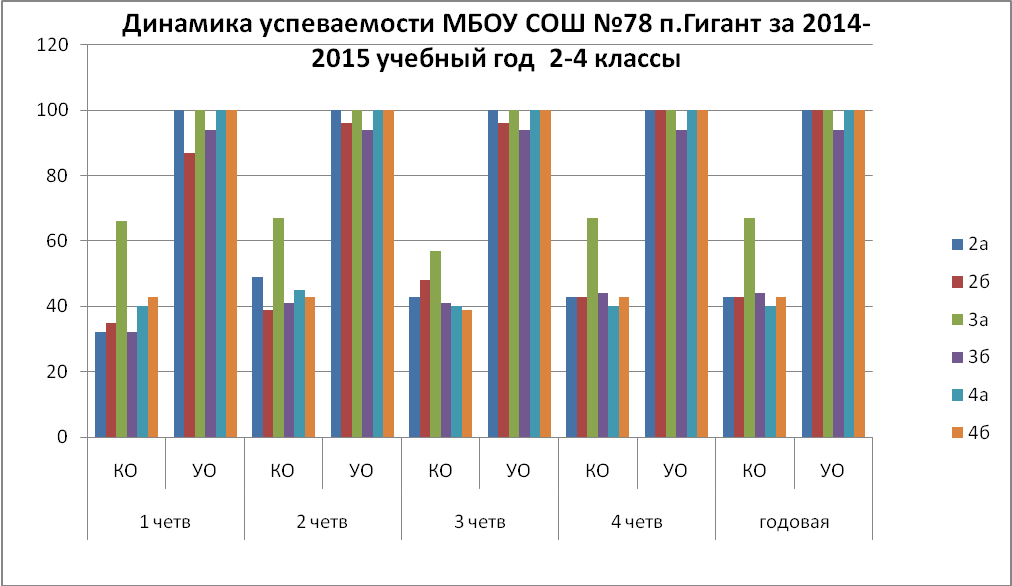 Динамика успеваемости МБОУ СОШ №78 п.Гигант за 2014-
2015 учебный год 2-4 классы
120
100
80
60
40
20
0
КО УО КО УО КО УО КО УО КО УО
1 четв 2 четв 3 четв 4 четв годовая
2а
2б
3а
3б
4а
4б